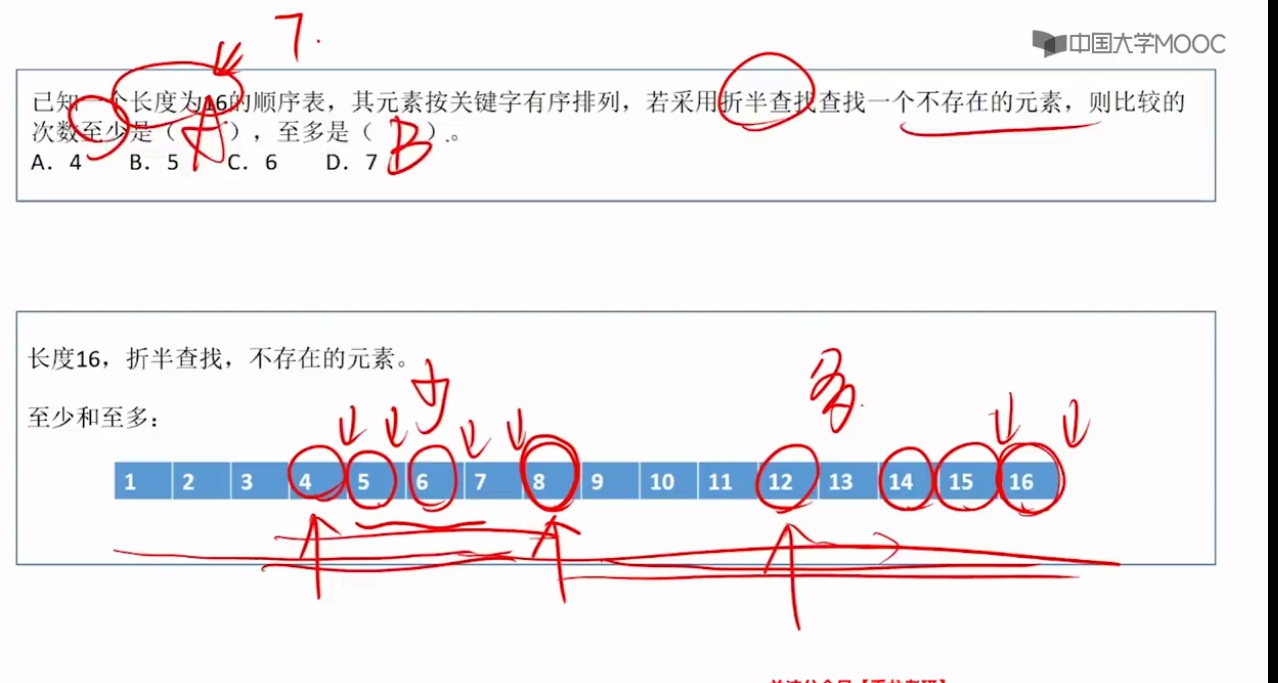 7.
中国大学MOOC
已知一个长度为16的顺序表，其元素按关键字有序排列，若采用折半查找查找一个不存在的元素，则比较的
次数至少是（ A ），至多是（ B ）。
A. 4 B. 5 C. 6 D. 7
长度16，折半查找，不存在的元素。
少 多
至少和至多：
1 2 3 4 5 6 7 8 9 10 11 12 13 14 15 16